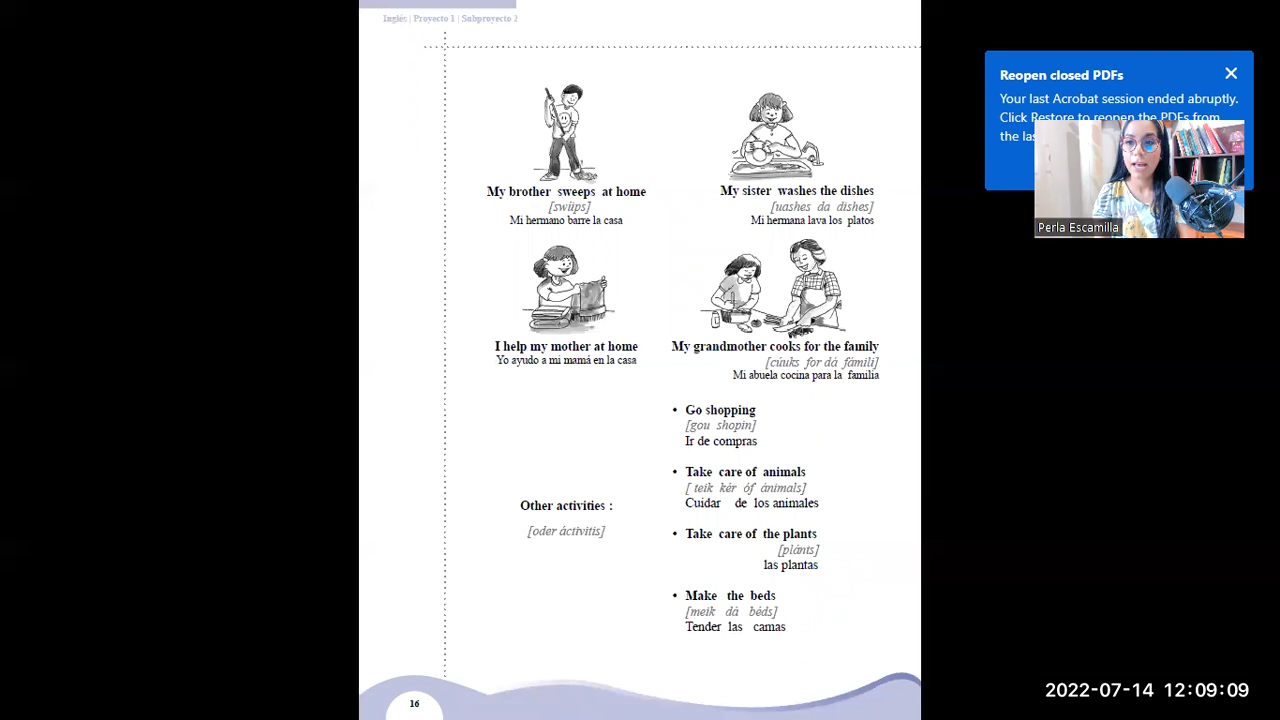 Inglés | Proyecto 1 | Subproyecto 3
My brother sweeps at home
[swiips]
Mi hermano barre la casa
My sister washes the dishes
[uashes da dishes]
Mi hermana lava los platos
I help my mother at home
Yo ayudo a mi mamá en la casa
My grandmother cooks for the family
[cúuks for dà fámili]
Mi abuela cocina para la familia
Other activities :
[oder áctivitis]
• Go shopping
[gou shopin]
Ir de compras
• Take care of animals
[ teik kér óf ánimals]
Cuidar de los animales
• Take care of the plants
[plánts]
las plantas
• Make the beds
[meik dà béds]
Tender las camas
16
Reopen closed PDFs
Your last Acrobat session ended abruptly.
Click Restore to reopen the PDFs from
the las
Perla Escamilla
2022-07-14 12:09:09